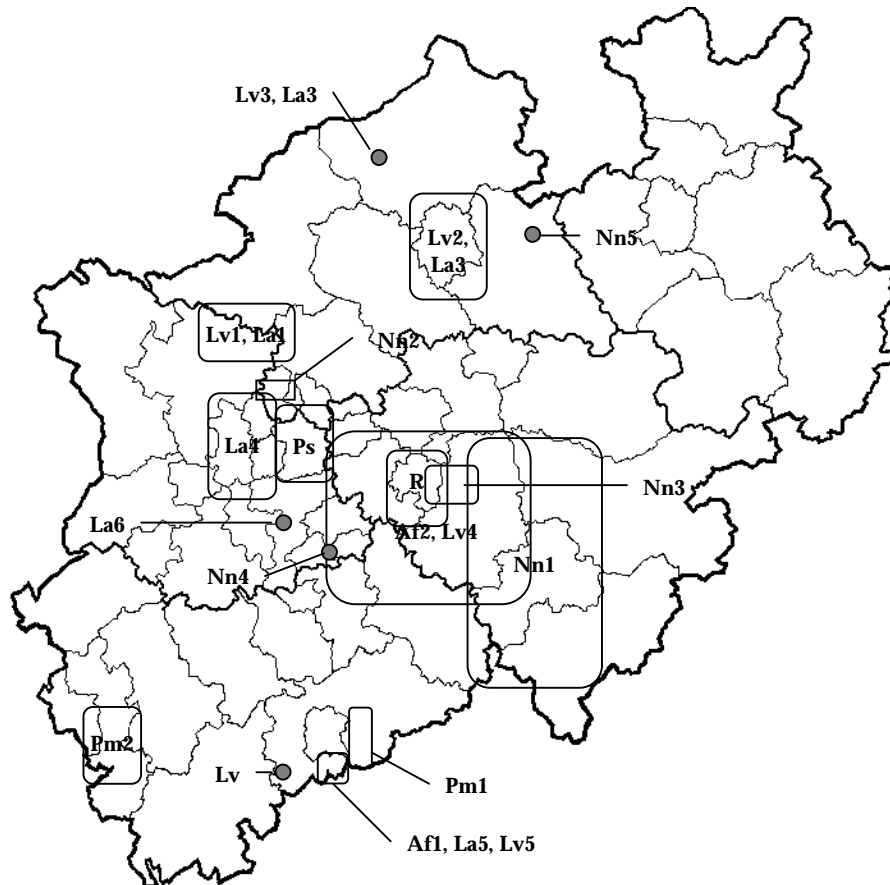 Lv3, La3
Lv2,
La3
Nn5
Lv1, La1
Nn2
La4
Ps
R
Nn3
La6
Af2, Lv4
Nn4
Nn1
Pm2
Lv
Pm1
Af1, La5, Lv5